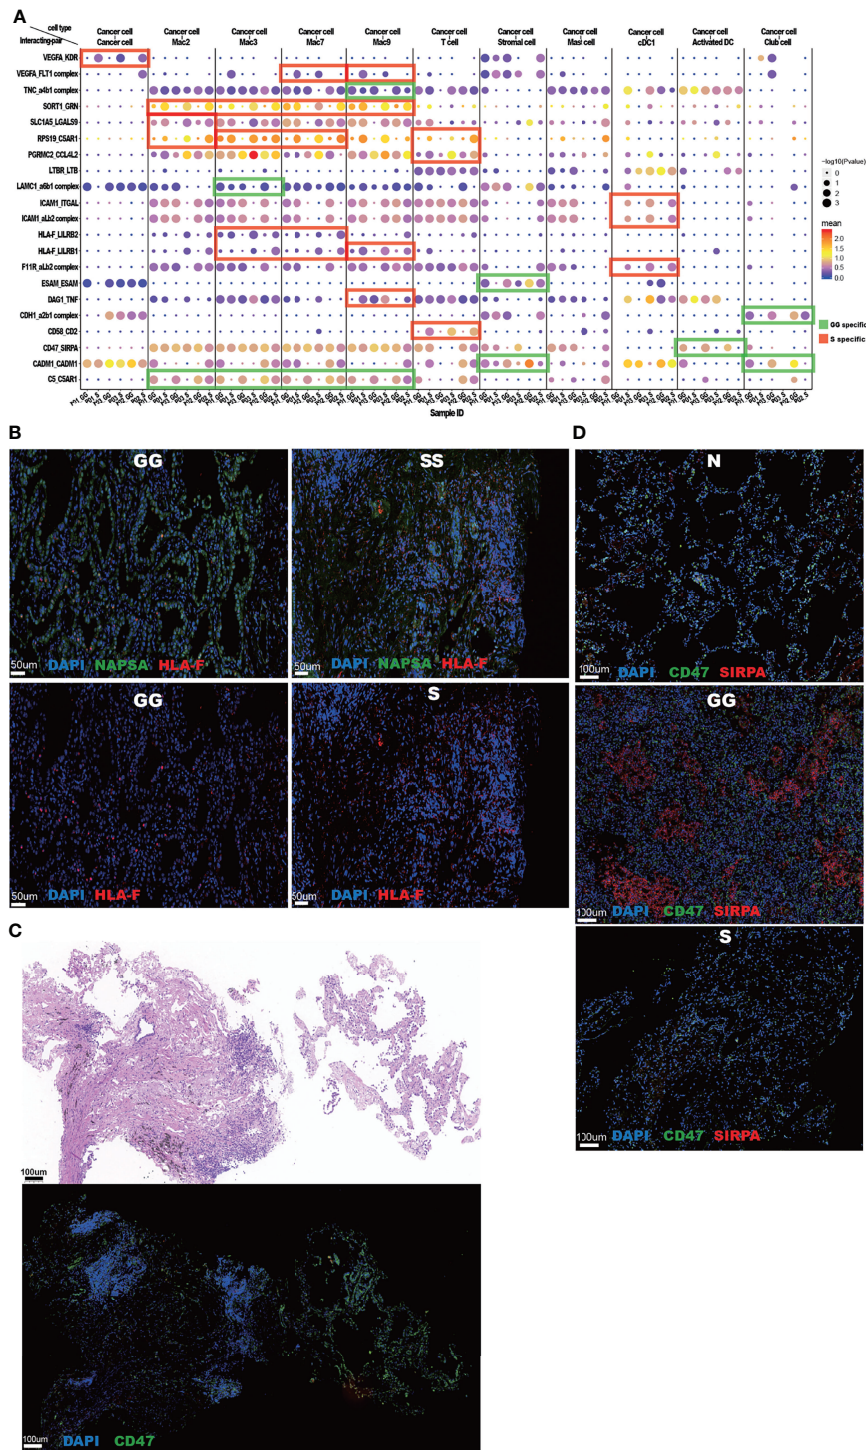 A
cell type
Interacting-pair
Cancer cell
Cancer cell
Cancer cell
Mac2
Cancer cell
Mac3
Cancer cell
Mac7
Cancer cell
Mac9
Cancer cell
T cell
Cancer cell
Stromal cell
Cancer cell
Cancer cell
cDC1
Cancer cell
Activated DC
Cancer cell
Club cell
VEGFA_KDR
VEGFA_FLT1 complex
TNC_a4b1 complex
SORT1_GRN
SLC1A5_LGALS9
RPS19_C5AR1
PGRMC2_CCL4L2
LTBR_LTB
LAMC1_a6b1 complex
ICAM1_ITGAL
ICAM1_aLb2 complex
HLA-F_LILRB2
HLA-F_LILRB1
F11R_aLb2 complex
ESAM_ESAM
DAG1_TNF
CDH1_a2b1 complex
CD58_CD2
CD47_SIRPA
CADM1_CADM1
C5_C5AR1
Sample ID
−log10(Pvalue)
0
1
2
3
mean
2.5
2.0
1.5
1.0
0.5
0.0
GG specific
S specific
B
GG
50um
DAPI NAPSA HLA-F
SS
50um
DAPI NAPSA HLA-F
GG
50um
DAPI HLA-F
S
50um
DAPI HLA-F
C
100um
100um
DAPI CD47
D
N
100um
DAPI CD47 SIRPA
GG
100um
DAPI CD47 SIRPA
S
100um
DAPI CD47 SIRPA